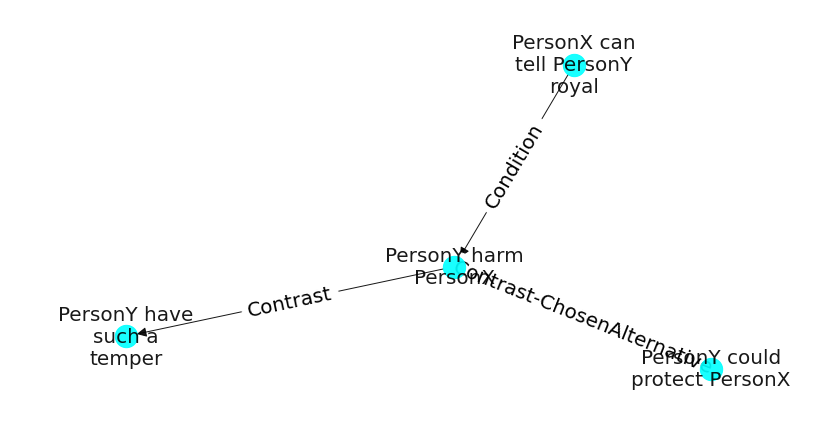 PersonX can
tell PersonY
royal
Condition
PersonY harm
PersonX
Contrast-ChosenAlternative
Contrast
PersonY have
such a
temper
PersonY could
protect PersonX